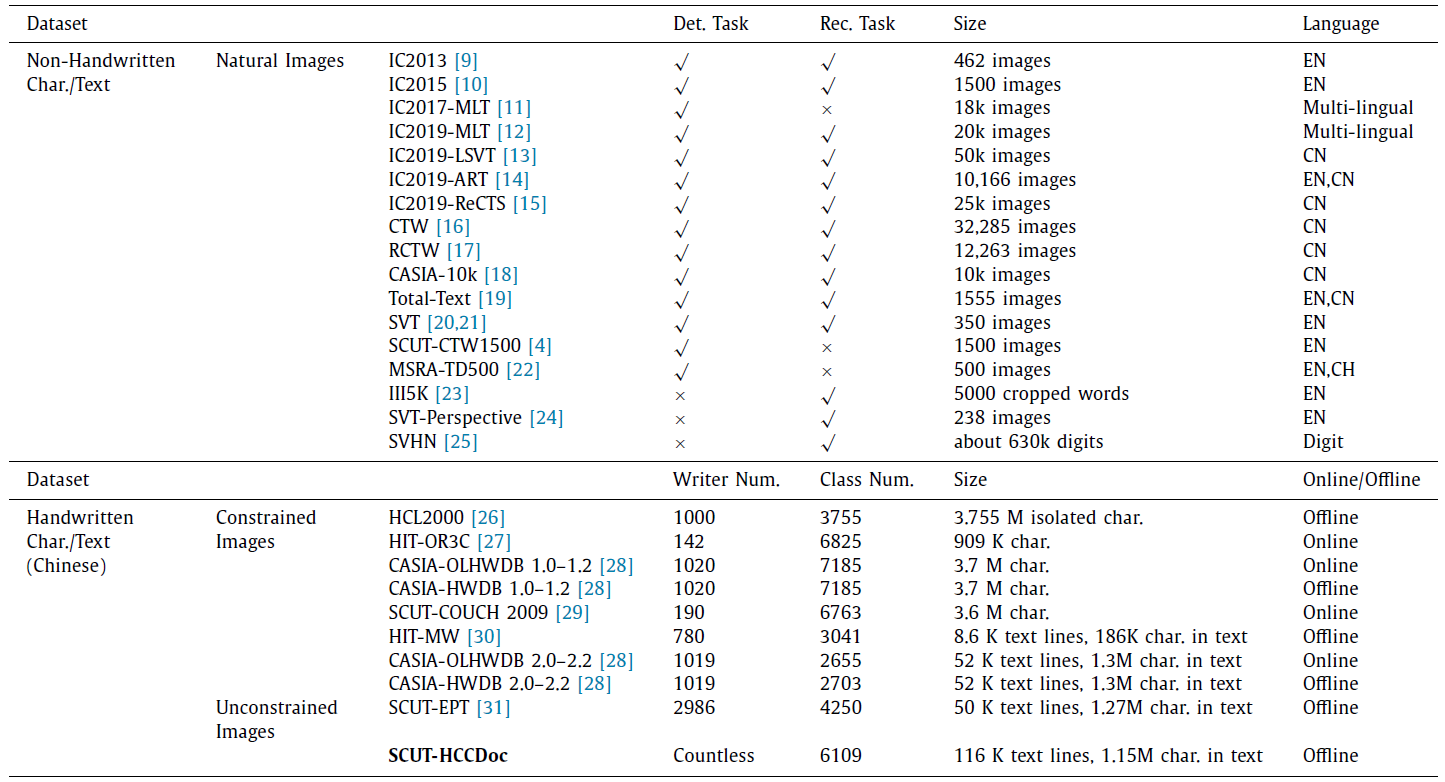 Dataset Det. Task Rec. Task Size Language
Non-Handwritten Natural Images IC2013 [9] √ √ 462 images EN
Char./Text IC2015 [10] √ √ 1500 images EN
IC2017-MLT [11] √ × 18k images Multi-lingual
IC2019-MLT [12] √ √ 20k images Multi-lingual
IC2019-LSVT [13] √ √ 50k images CN
IC2019-ART [14] √ √ 10,166 images EN,CN
IC2019-ReCTS [15] √ √ 25k images CN
CTW [16] √ √ 32,285 images CN
RCTW [17] √ √ 12,263 images CN
CASIA-10k [18] √ √ 10k images CN
Total-Text [19] √ √ 1555 images EN,CN
SVT [20,21] √ √ 350 images EN
SCUT-CTW1500 [4] √ × 1500 images EN
MSRA-TD500 [22] √ × 500 images EN,CH
III5K [23] × √ 5000 cropped words EN
SVT-Perspective [24] × √ 238 images EN
SVHN [25] × √ about 630k digits Digit
Dataset Writer Num. Class Num. Size Online/Offline
Handwritten Constrained HCL2000 [26] 1000 3755 3.755 M isolated char. Offline
Char./Text Images HIT-OR3C [27] 142 6825 909 K char. Online
(Chinese) CASIA-OLHWDB 1.0–1.2 [28] 1020 7185 3.7 M char. Online
CASIA-HWDB 1.0–1.2 [28] 1020 7185 3.7 M char. Offline
SCUT-COUCH 2009 [29] 190 6763 3.6 M char. Online
HIT-MW [30] 780 3041 8.6 K text lines, 186K char. in text Offline
CASIA-OLHWDB 2.0–2.2 [28] 1019 2655 52 K text lines, 1.3M char. in text Online
CASIA-HWDB 2.0–2.2 [28] 1019 2703 52 K text lines, 1.3M char. in text Offline
Unconstrained SCUT-EPT [31] 2986 4250 50 K text lines, 1.27M char. in text Offline
Images
SCUT-HCCDoc Countless 6109 116 K text lines, 1.15M char. in text Offline